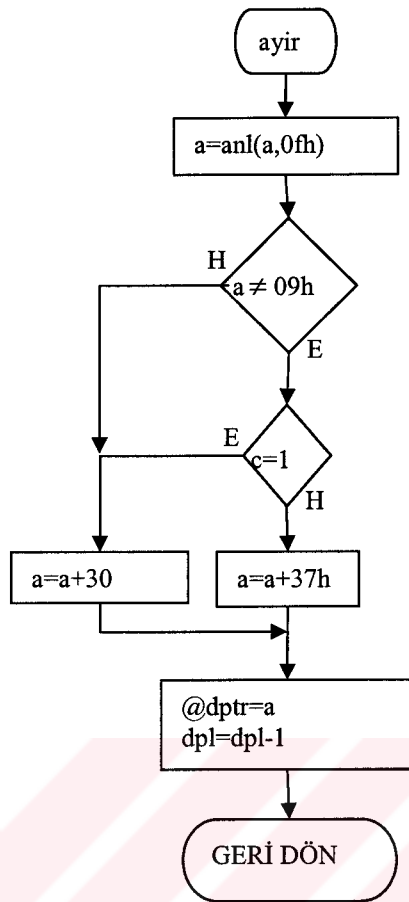 ayir
a=anl(a,0fh)
H
a ≠ 09h
E
E
c=1
H
a=a+30
a=a+37h
@dptr=a
dpl=dpl-1
GERİ DÖN